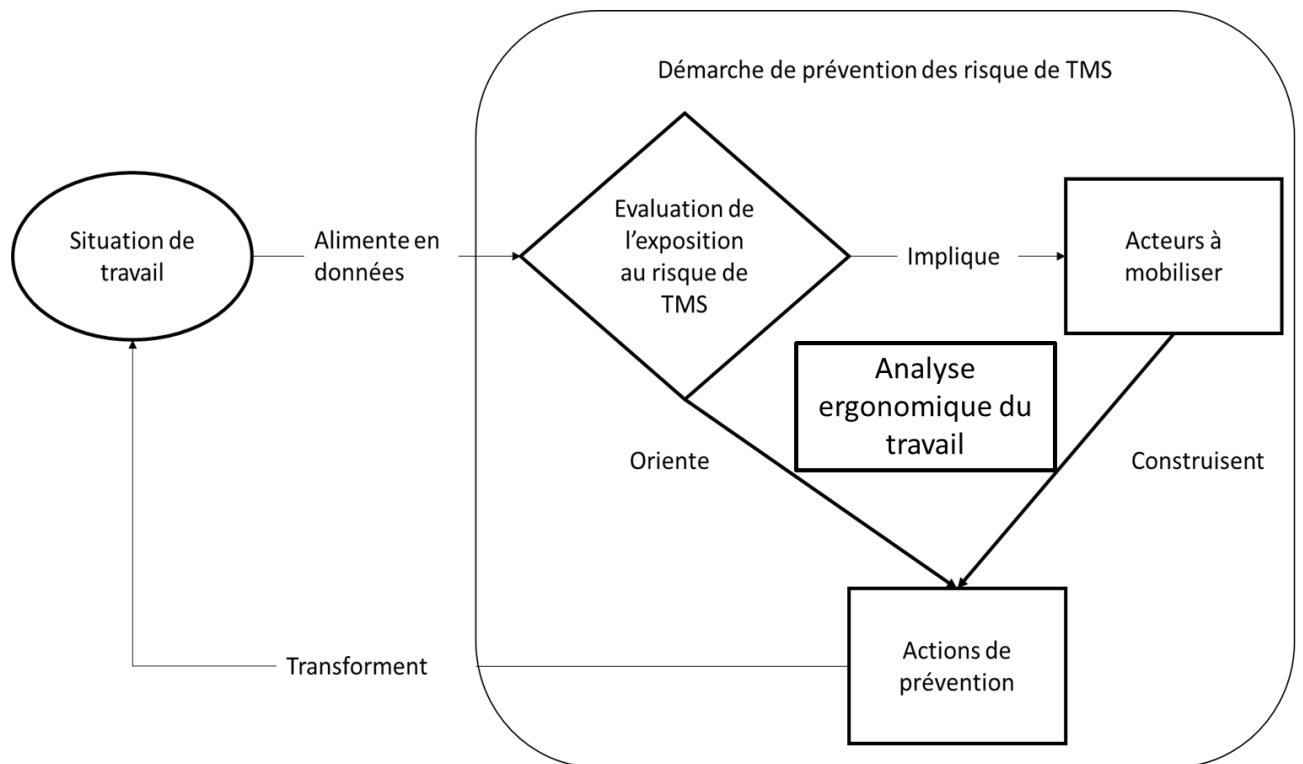 Démarche de prévention des risque de TMS
Situation de
travail
Alimente en
données
Evaluation de
l'exposition
au risque de
TMS
Implique
Acteurs à
mobiliser
Analyse
ergonomique du
travail
Oriente
Construisent
Transforment
Actions de
prévention